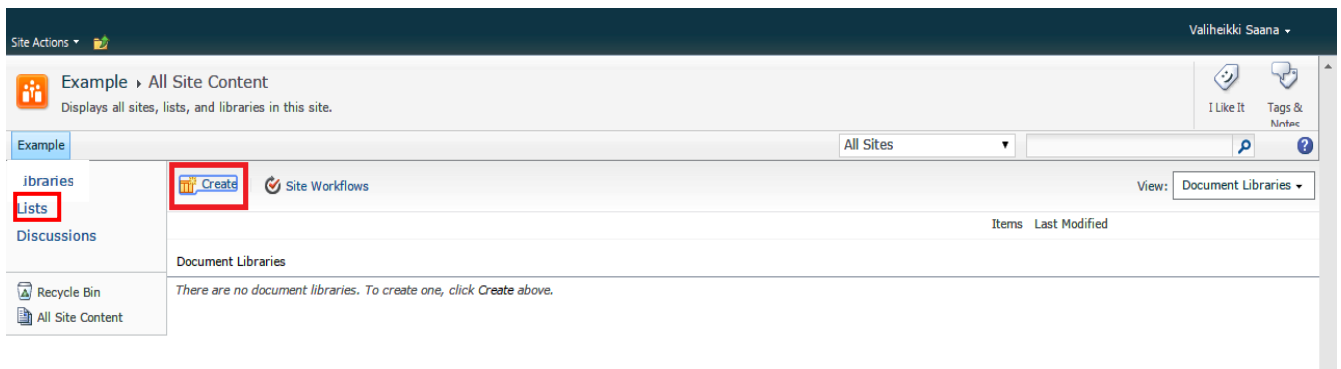 Valiheikki Saana
Site Actions
Example ▸ All Site Content
Displays all sites, lists, and libraries in this site.
I Like It
Tags & Notes
Example
All Sites
Libraries
Lists
Discussions
Create
Site Workflows
View: Document Libraries
Items Last Modified
Document Libraries
There are no document libraries. To create one, click Create above.
Recycle Bin
All Site Content